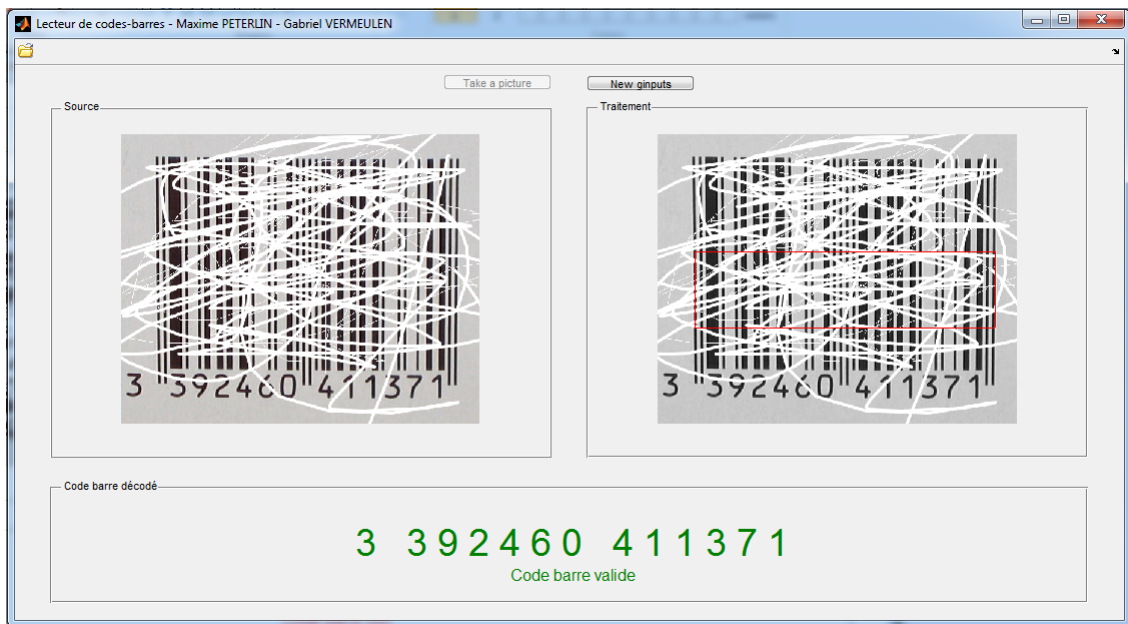 Lecteur de codes-barres - Maxime PETERLIN - Gabriel VERMEULEN
Take a picture
New ginputs
Source
Traitement
3 392460 411371
3 392460 411371
Code barre décodé
3 392460 411371
Code barre valide